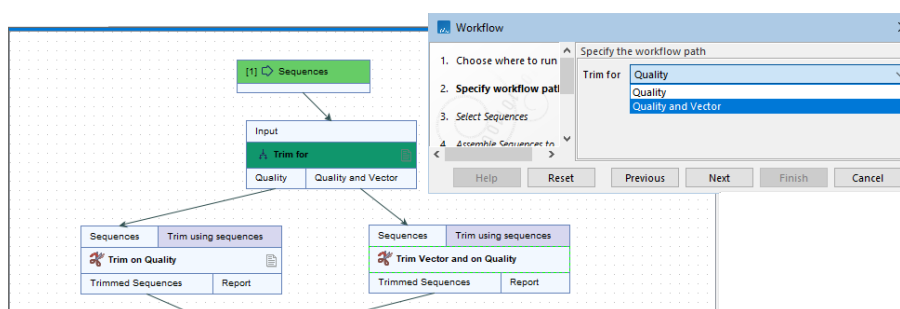 [1] Sequences
Input
Trim for
Quality
Quality and Vector
Sequences
Trim using sequences
Trim on Quality
Trimmed Sequences
Report
Sequences
Trim using sequences
Trim Vector and on Quality
Trimmed Sequences
Report
Workflow
1. Choose where to run
2. Specify workflow path
3. Select Sequences
4. Assemble Sequences to
Specify the workflow path
Trim for
Quality
Quality
Quality and Vector
Help
Reset
Previous
Next
Finish
Cancel